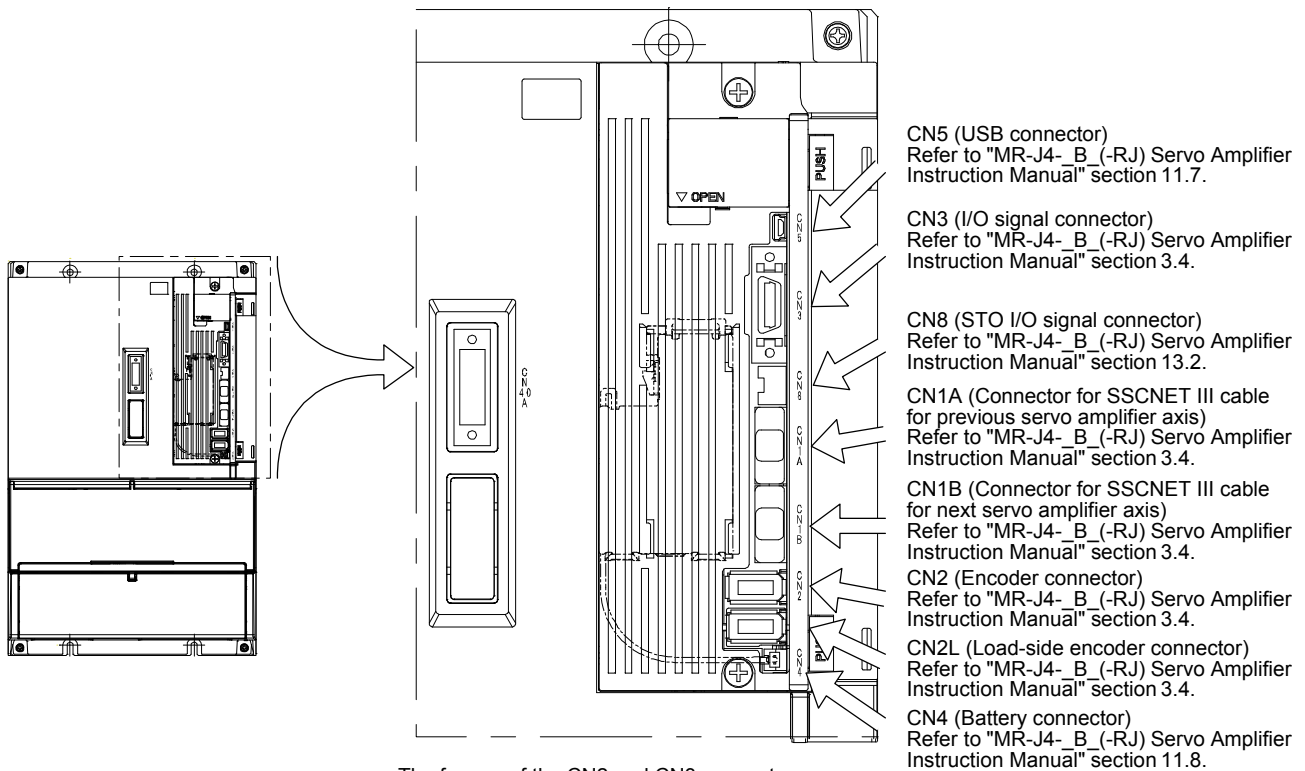 CN5 (USB connector)
Refer to "MR-J4-_B_(-RJ) Servo Amplifier
Instruction Manual" section 11.7.
CN3 (I/O signal connector)
Refer to "MR-J4-_B_(-RJ) Servo Amplifier
Instruction Manual" section 3.4.
CN8 (STO I/O signal connector)
Refer to "MR-J4-_B_(-RJ) Servo Amplifier
Instruction Manual" section 13.2.
CN1A (Connector for SSCNET III cable
for previous servo amplifier axis)
Refer to "MR-J4-_B_(-RJ) Servo Amplifier
Instruction Manual" section 3.4.
CN1B (Connector for SSCNET III cable
for next servo amplifier axis)
Refer to "MR-J4-_B_(-RJ) Servo Amplifier
Instruction Manual" section 3.4.
CN2 (Encoder connector)
Refer to "MR-J4-_B_(-RJ) Servo Amplifier
Instruction Manual" section 3.4.
CN2L (Load-side encoder connector)
Refer to "MR-J4-_B_(-RJ) Servo Amplifier
Instruction Manual" section 3.4.
CN4 (Battery connector)
Refer to "MR-J4-_B_(-RJ) Servo Amplifier
Instruction Manual" section 11.8.
PUSH
▽ OPEN
CN5
CN3
CN8
CN1A
CN1B
CN2
CN4
CN40A